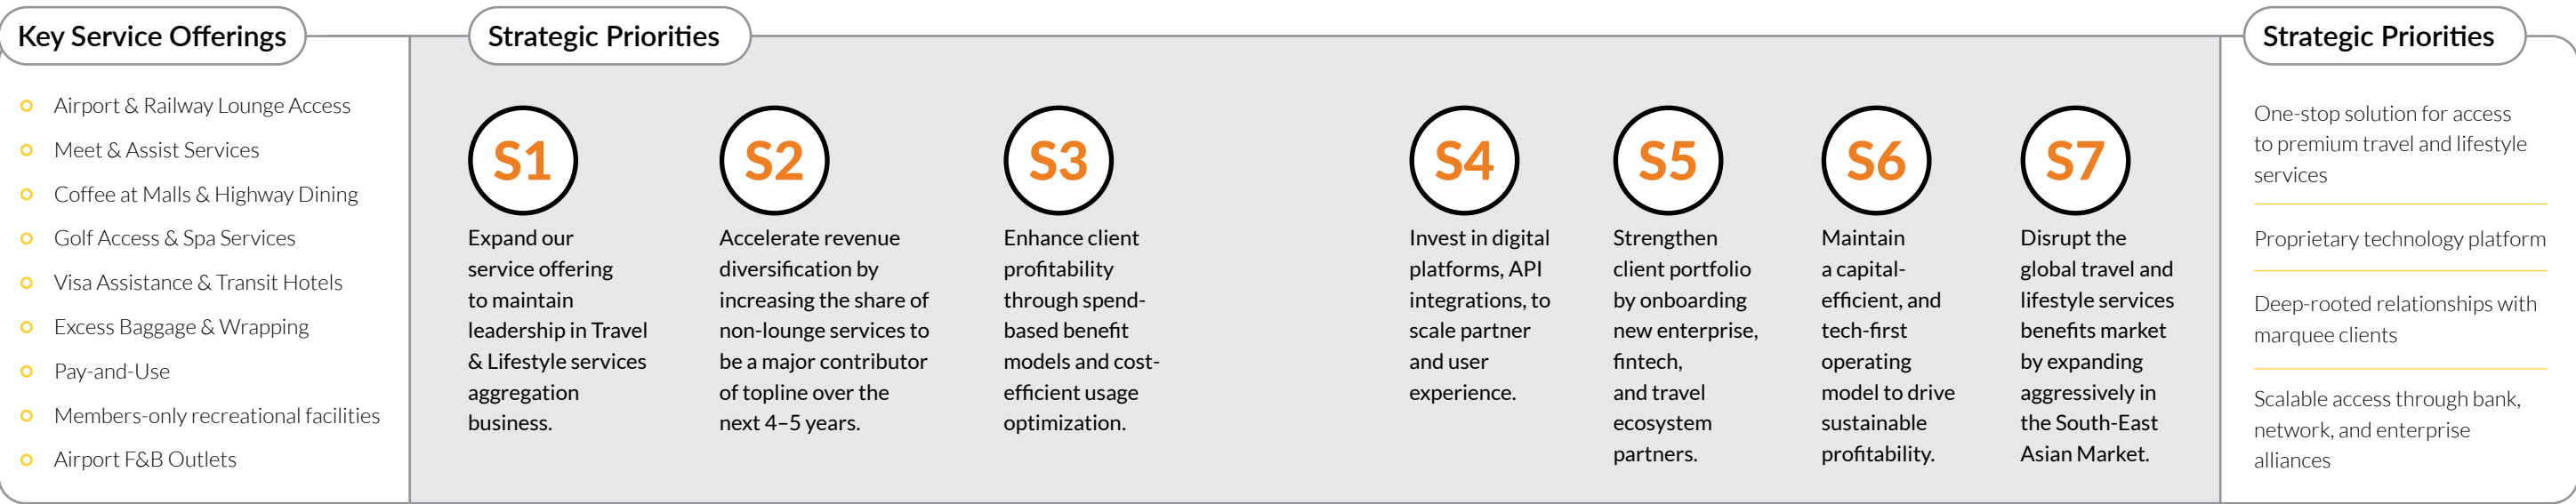 Key Service Offerings
Airport & Railway Lounge Access
Meet & Assist Services
Coffee at Malls & Highway Dining
Golf Access & Spa Services
Visa Assistance & Transit Hotels
Excess Baggage & Wrapping
Pay-and-Use
Members-only recreational facilities
Airport F&B Outlets
Strategic Priorities
S1
Expand our
service offering
to maintain
leadership in Travel
& Lifestyle services
aggregation
business.
S2
Accelerate revenue
diversification by
increasing the share of
non-lounge services to
be a major contributor
of topline over the
next 4–5 years.
S3
Enhance client
profitability
through spend-
based benefit
models and cost-
efficient usage
optimization.
S4
Invest in digital
platforms, API
integrations, to
scale partner
and user
experience.
S5
Strengthen
client portfolio
by onboarding
new enterprise,
fintech,
and travel
ecosystem
partners.
S6
Maintain
a capital-
efficient, and
tech-first
operating
model to drive
sustainable
profitability.
S7
Disrupt the
global travel and
lifestyle services
benefits market
by expanding
aggressively in
the South-East
Asian Market.
Strategic Priorities
One-stop solution for access
to premium travel and lifestyle
services
Proprietary technology platform
Deep-rooted relationships with
marquee clients
Scalable access through bank,
network, and enterprise
alliances